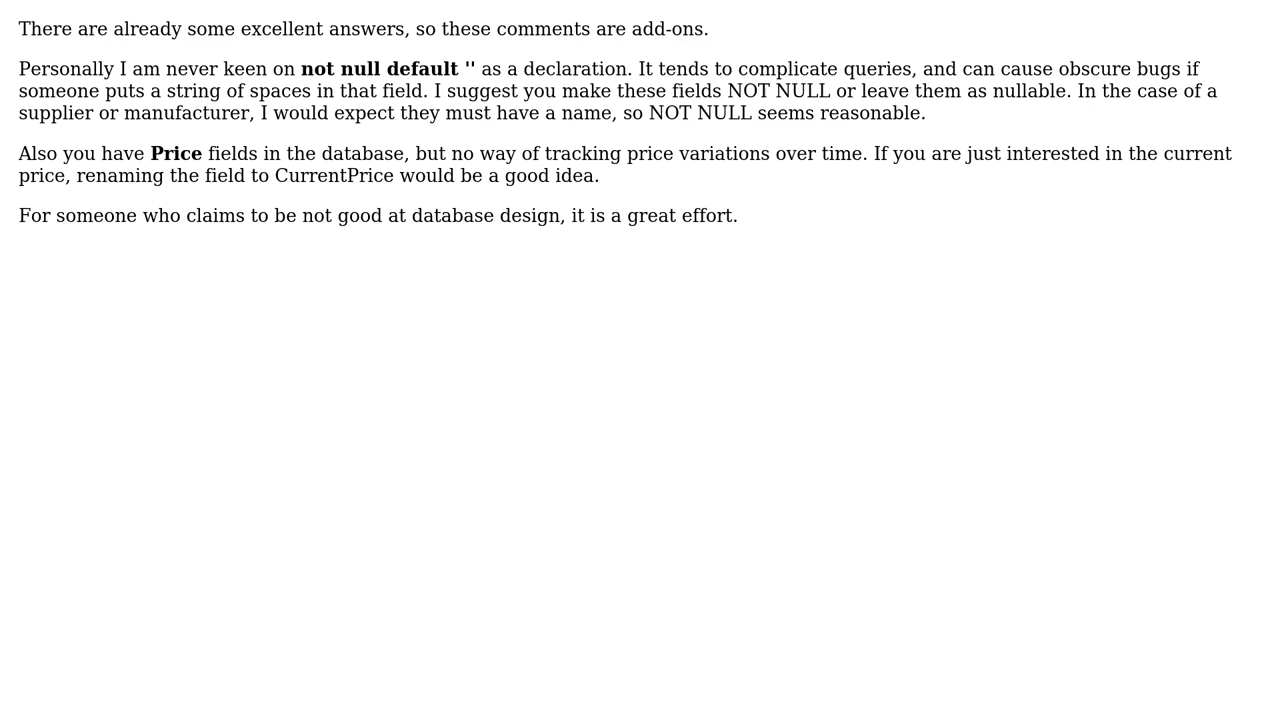 There are already some excellent answers, so these comments are add-ons.
Personally I am never keen on not null default '' as a declaration. It tends to complicate queries, and can cause obscure bugs if
someone puts a string of spaces in that field. I suggest you make these fields NOT NULL or leave them as nullable. In the case of a
supplier or manufacturer, I would expect they must have a name, so NOT NULL seems reasonable.
Also you have Price fields in the database, but no way of tracking price variations over time. If you are just interested in the current
price, renaming the field to CurrentPrice would be a good idea.
For someone who claims to be not good at database design, it is a great effort.